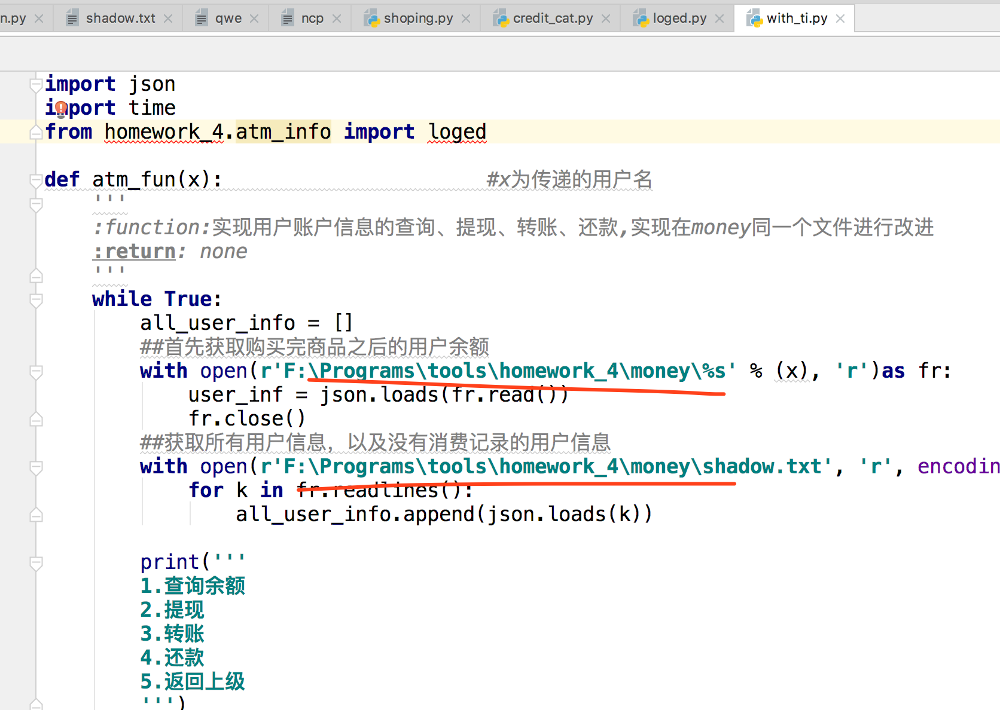 n.py shadow.txt qwe ncp shoping.py credit_cat.py loged.py with_ti.py
import json
import time
from homework_4.atm_info import loged
def atm_fun(x): #x为传递的用户名
'''
:function:实现用户账户信息的查询、提现、转账、还款,实现在money同一个文件进行改进
:return: none
'''
while True:
all_user_info = []
##首先获取购买完商品之后的用户余额
with open(r'F:\Programs\tools\homework_4\money\%s' % (x), 'r')as fr:
user_inf = json.loads(fr.read())
fr.close()
##获取所有用户信息，以及没有消费记录的用户信息
with open(r'F:\Programs\tools\homework_4\money\shadow.txt', 'r', encodin
for k in fr.readlines():
all_user_info.append(json.loads(k))
print('''
1.查询余额
2.提现
3.转账
4.还款
5.返回上级
''')